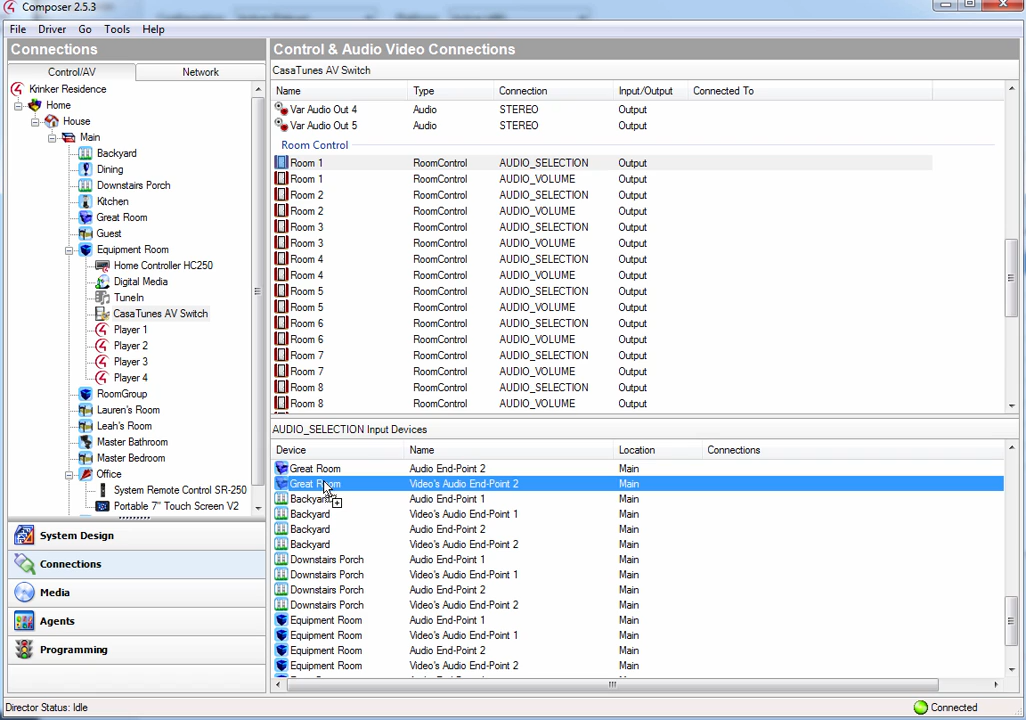 Composer 2.5.3
File Driver Go Tools Help
Connections
Control/AV Network
Krinker Residence
Home
House
Main
Backyard
Dining
Downstairs Porch
Kitchen
Great Room
Guest
Equipment Room
Home Controller HC250
Digital Media
TuneIn
CasaTunes AV Switch
Player 1
Player 2
Player 3
Player 4
RoomGroup
Lauren's Room
Leah's Room
Master Bathroom
Master Bedroom
Office
System Remote Control SR-250
Portable 7" Touch Screen V2
System Design
Connections
Media
Agents
Programming
Control & Audio Video Connections
CasaTunes AV Switch
Name Type Connection Input/Output Connected To
Var Audio Out 4 Audio STEREO Output
Var Audio Out 5 Audio STEREO Output
Room Control
Room 1 RoomControl AUDIO_SELECTION Output
Room 1 RoomControl AUDIO_VOLUME Output
Room 2 RoomControl AUDIO_SELECTION Output
Room 2 RoomControl AUDIO_VOLUME Output
Room 3 RoomControl AUDIO_SELECTION Output
Room 3 RoomControl AUDIO_VOLUME Output
Room 4 RoomControl AUDIO_SELECTION Output
Room 4 RoomControl AUDIO_VOLUME Output
Room 5 RoomControl AUDIO_SELECTION Output
Room 5 RoomControl AUDIO_VOLUME Output
Room 6 RoomControl AUDIO_SELECTION Output
Room 6 RoomControl AUDIO_VOLUME Output
Room 7 RoomControl AUDIO_SELECTION Output
Room 7 RoomControl AUDIO_VOLUME Output
Room 8 RoomControl AUDIO_SELECTION Output
Room 8 RoomControl AUDIO_VOLUME Output
AUDIO_SELECTION Input Devices
Device Name Location Connections
Great Room Audio End-Point 2 Main
Great Room Video's Audio End-Point 2 Main
Backyard Audio End-Point 1 Main
Backyard Video's Audio End-Point 1 Main
Backyard Audio End-Point 2 Main
Backyard Video's Audio End-Point 2 Main
Downstairs Porch Audio End-Point 1 Main
Downstairs Porch Video's Audio End-Point 1 Main
Downstairs Porch Audio End-Point 2 Main
Downstairs Porch Video's Audio End-Point 2 Main
Equipment Room Audio End-Point 1 Main
Equipment Room Video's Audio End-Point 1 Main
Equipment Room Audio End-Point 2 Main
Equipment Room Video's Audio End-Point 2 Main
Director Status: Idle Connected